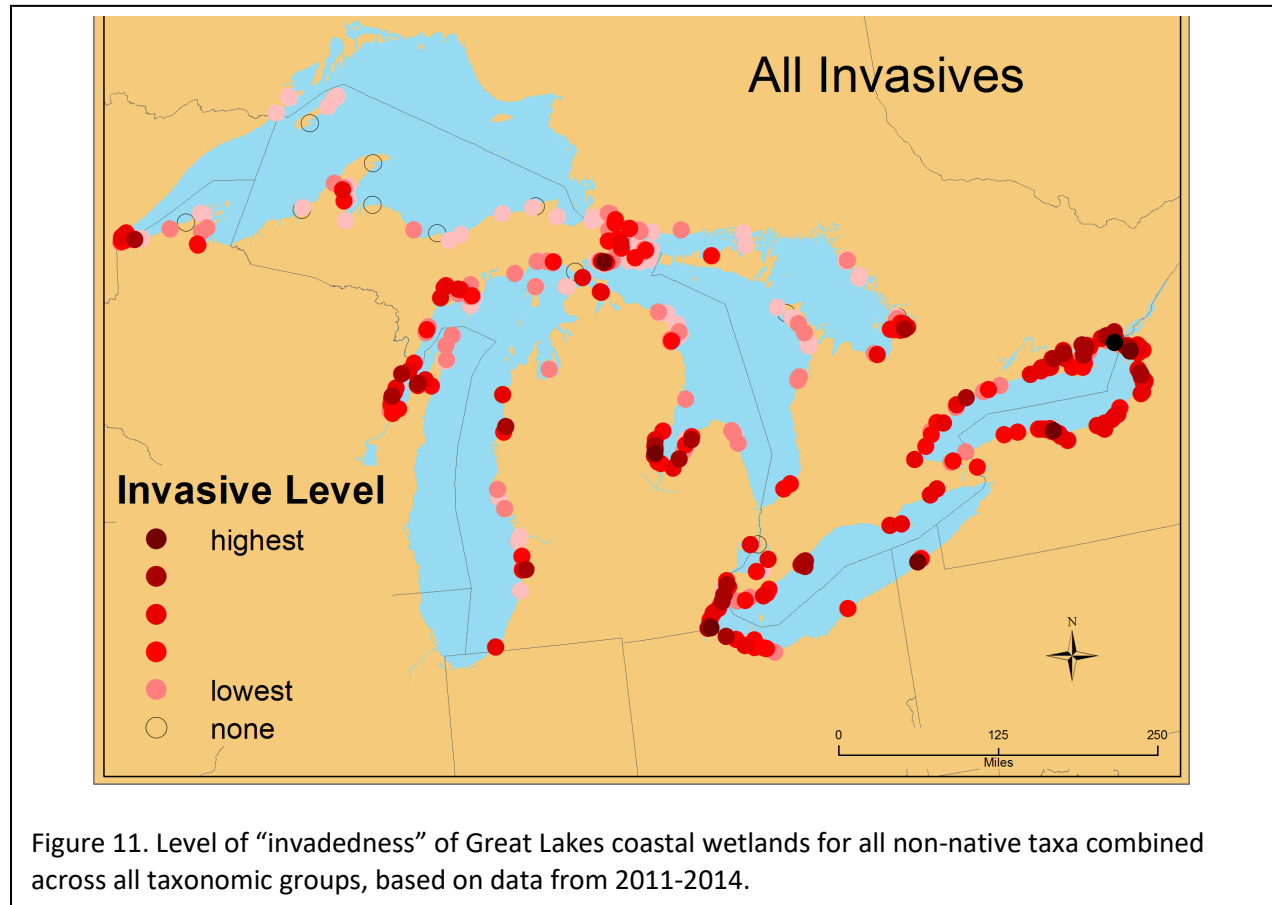 All Invasives
Invasive Level
highest
lowest
none
N
0 125 250
Miles
Figure 11. Level of “invadedness” of Great Lakes coastal wetlands for all non-native taxa combined
across all taxonomic groups, based on data from 2011-2014.